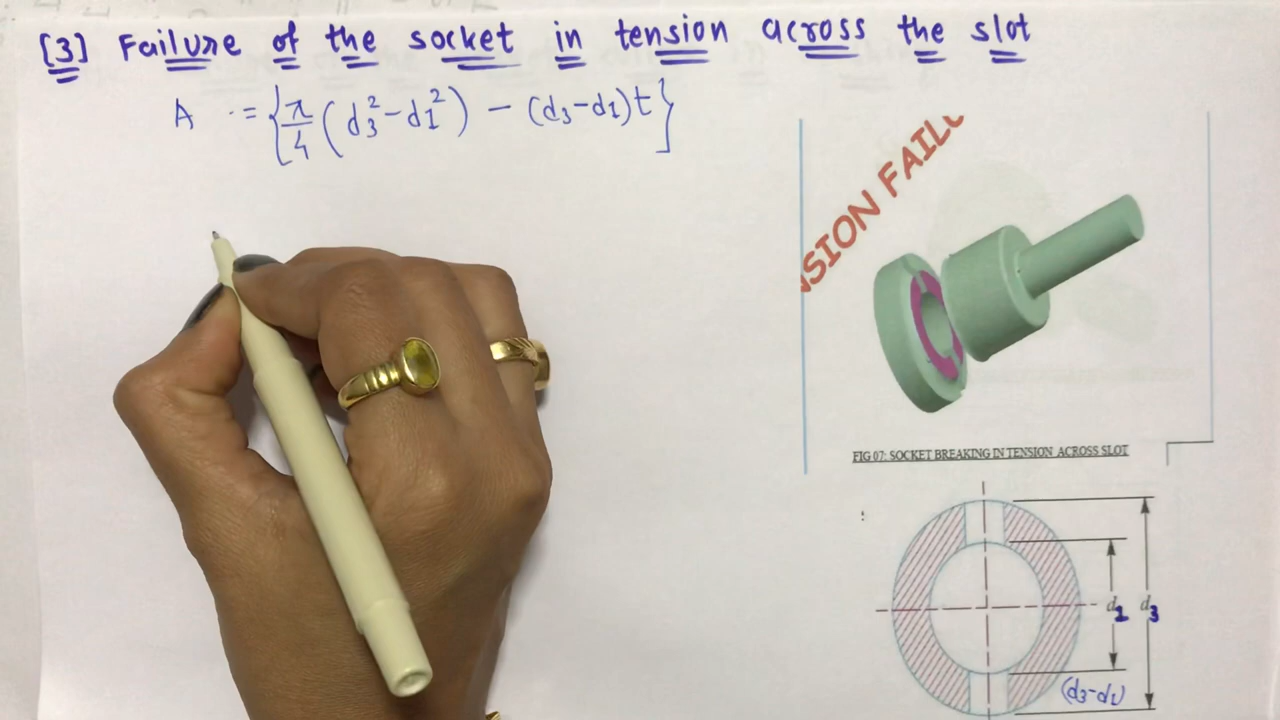 [3] Failure of the socket in tension across the slot
A = {π/4 (d₃² - d₁²) - (d₃-d₁)t}
NSION FAILU
FIG 07: SOCKET BREAKING IN TENSION ACROSS SLOT
d1 d3
(d₃-d₁)